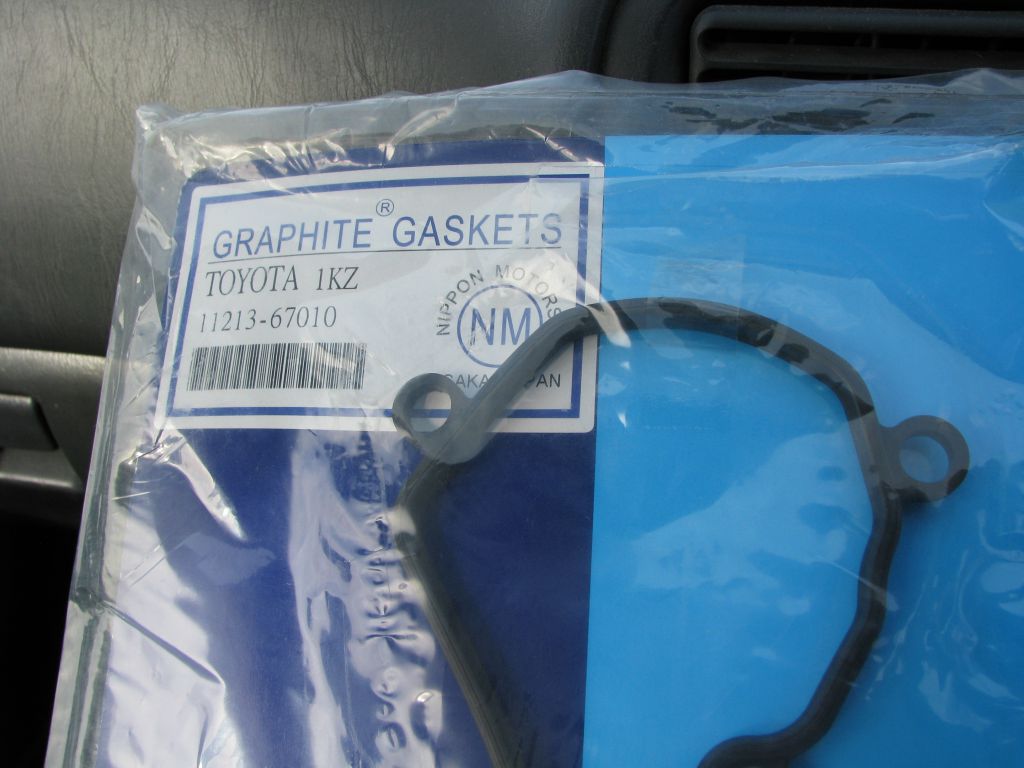 GRAPHITE® GASKETS
TOYOTA 1KZ
11213-67010
NIPPON MOTORS
NM